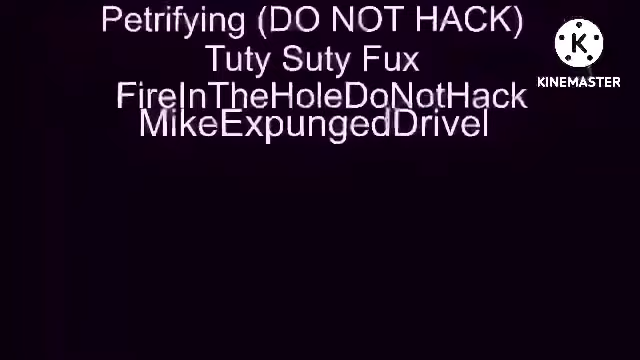 Petrifying (DO NOT HACK)
Tuty Suty Fux
FireInTheHoleDoNotHack
MikeExpungedDrivel
KINEMASTER